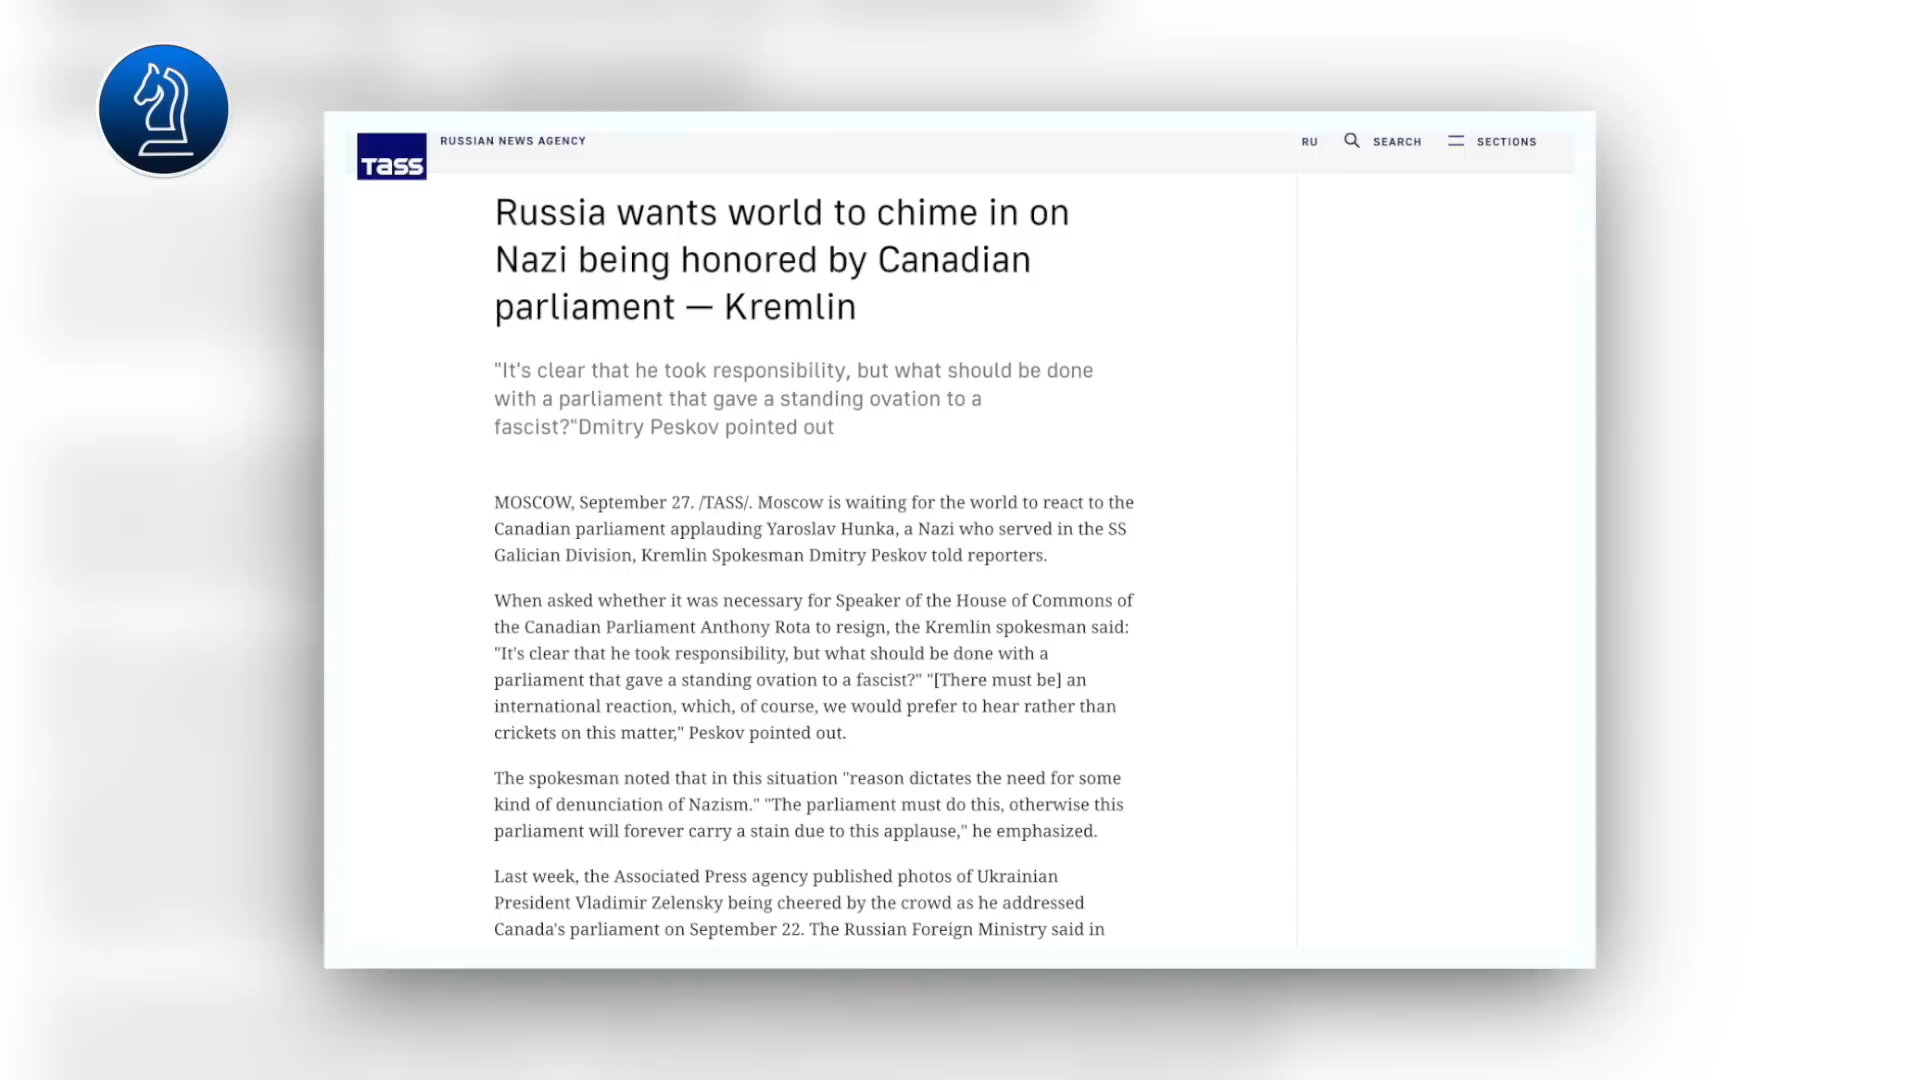 TASS
RUSSIAN NEWS AGENCY
RU
SEARCH
SECTIONS
Russia wants world to chime in on
Nazi being honored by Canadian
parliament — Kremlin
"It's clear that he took responsibility, but what should be done
with a parliament that gave a standing ovation to a
fascist?"Dmitry Peskov pointed out
MOSCOW, September 27. /TASS/. Moscow is waiting for the world to react to the
Canadian parliament applauding Yaroslav Hunka, a Nazi who served in the SS
Galician Division, Kremlin Spokesman Dmitry Peskov told reporters.
When asked whether it was necessary for Speaker of the House of Commons of
the Canadian Parliament Anthony Rota to resign, the Kremlin spokesman said:
"It's clear that he took responsibility, but what should be done with a
parliament that gave a standing ovation to a fascist?" "[There must be] an
international reaction, which, of course, we would prefer to hear rather than
crickets on this matter," Peskov pointed out.
The spokesman noted that in this situation "reason dictates the need for some
kind of denunciation of Nazism." "The parliament must do this, otherwise this
parliament will forever carry a stain due to this applause," he emphasized.
Last week, the Associated Press agency published photos of Ukrainian
President Vladimir Zelensky being cheered by the crowd as he addressed
Canada's parliament on September 22. The Russian Foreign Ministry said in